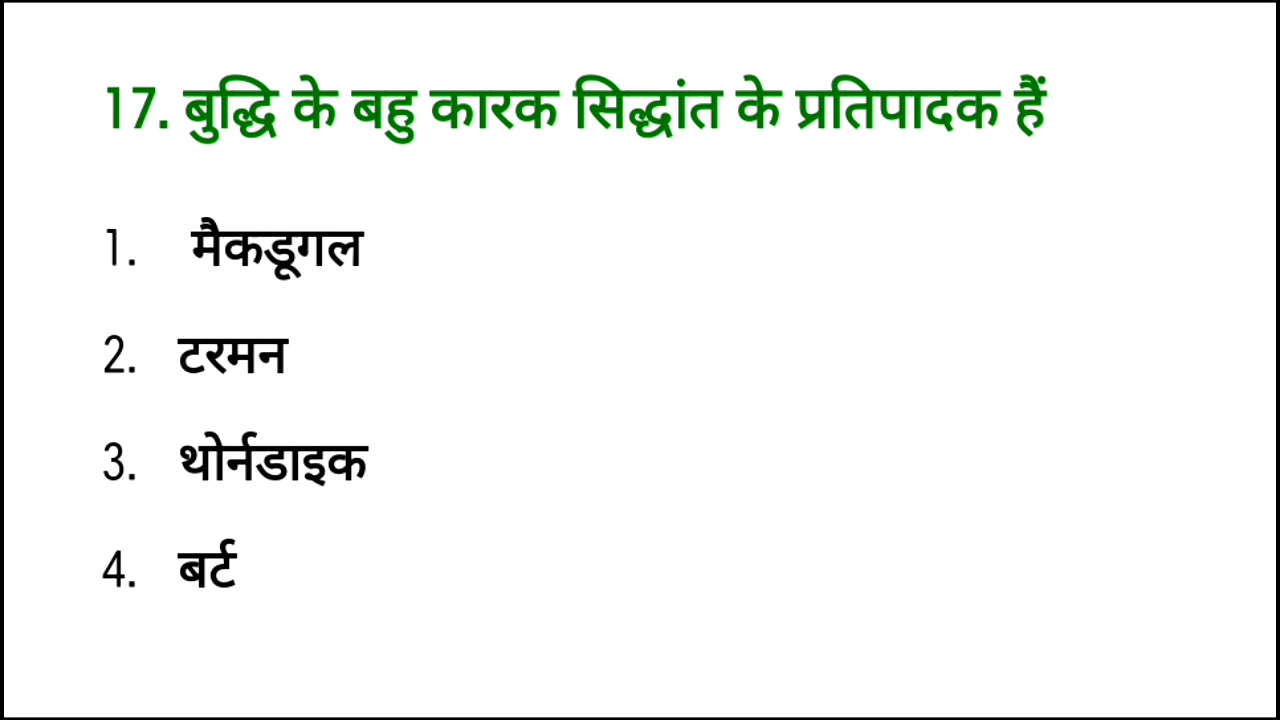 17. बुद्धि के बहु कारक सिद्धांत के प्रतिपादक हैं
1. मैकडूगल
2. टरमन
3. थोर्नडाइक
4. बर्ट